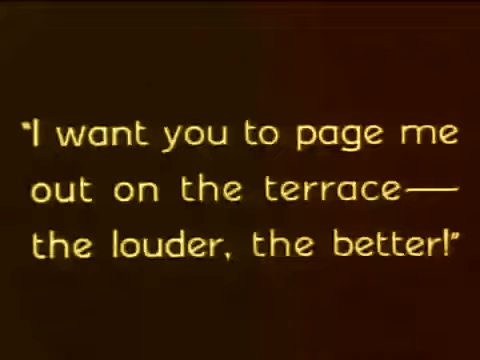 "I want you to page me
out on the terrace—
the louder, the better!"